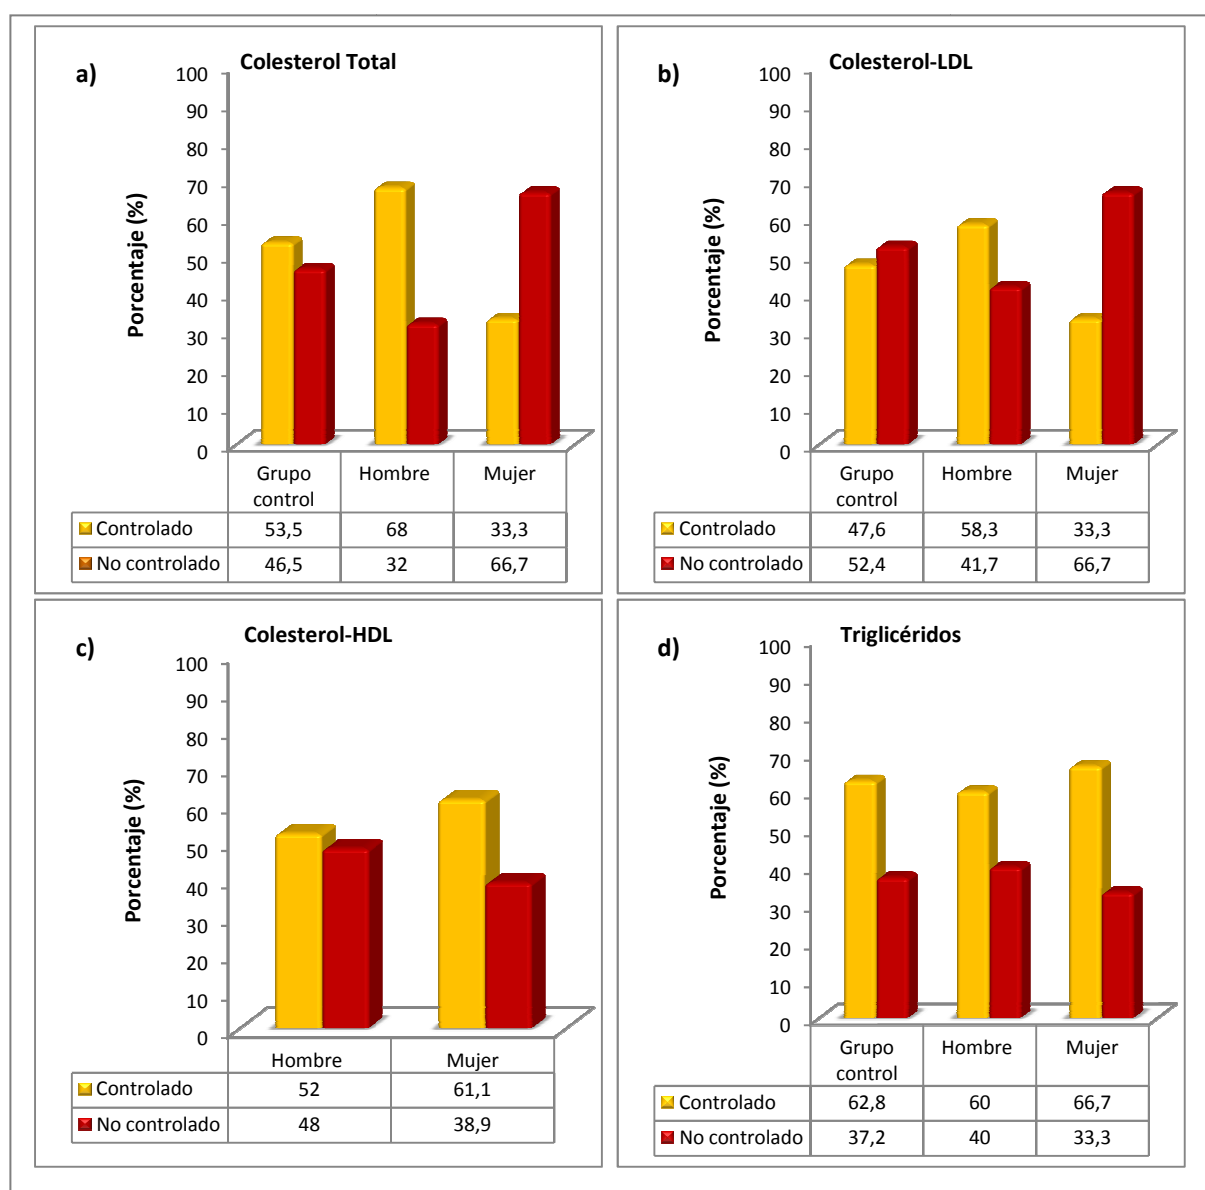 a)
Colesterol Total
Porcentaje (%)
100
90
80
70
60
50
40
30
20
10
0
Grupo control Hombre Mujer
Controlado 53,5 68 33,3
No controlado 46,5 32 66,7
b)
Colesterol-LDL
Porcentaje (%)
100
90
80
70
60
50
40
30
20
10
0
Grupo control Hombre Mujer
Controlado 47,6 58,3 33,3
No controlado 52,4 41,7 66,7
c)
Colesterol-HDL
Porcentaje (%)
100
90
80
70
60
50
40
30
20
10
0
Hombre Mujer
Controlado 52 61,1
No controlado 48 38,9
d)
Triglicéridos
Porcentaje (%)
100
90
80
70
60
50
40
30
20
10
0
Grupo control Hombre Mujer
Controlado 62,8 60 66,7
No controlado 37,2 40 33,3